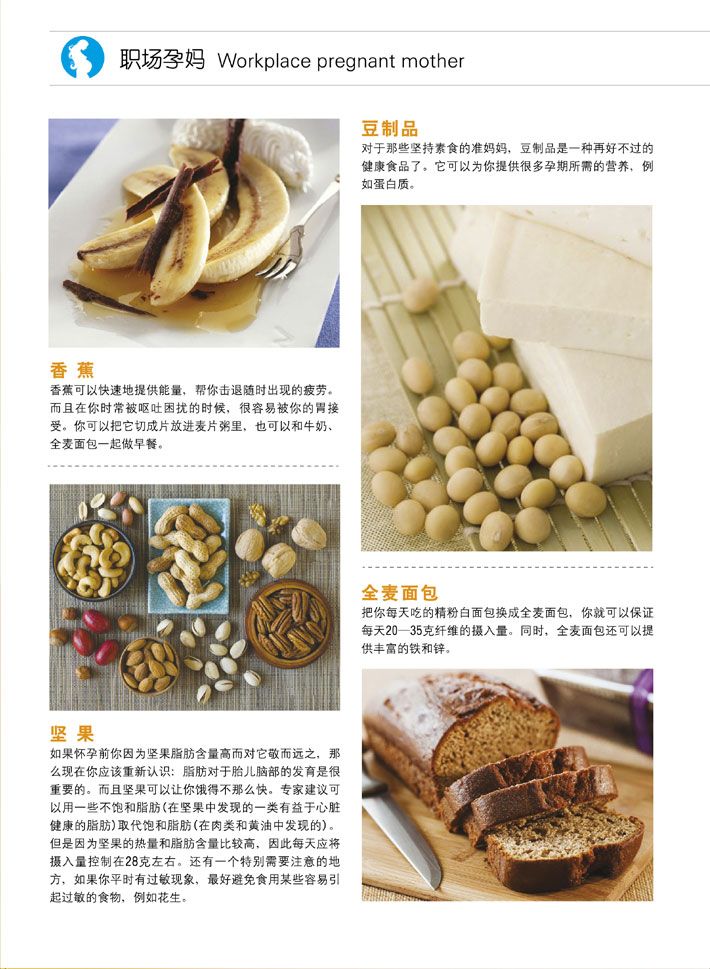 职场孕妈 Workplace pregnant mother
香蕉
香蕉可以快速地提供能量，帮你击退随时出现的疲劳。
而且在你时常被呕吐困扰的时候，很容易被你的胃接
受。你可以把它切成片放进麦片粥里，也可以和牛奶、
全麦面包一起做早餐。
坚果
如果怀孕前你因为坚果脂肪含量高而对它敬而远之，那
么现在你应该重新认识：脂肪对于胎儿脑部的发育是很
重要的。而且坚果可以让你饿得不那么快。专家建议可
以用一些不饱和脂肪(在坚果中发现的一类有益于心脏
健康的脂肪)取代饱和脂肪(在肉类和黄油中发现的)。
但是因为坚果的热量和脂肪含量比较高，因此每天应将
摄入量控制在28克左右。还有一个特别需要注意的地
方，如果你平时有过敏现象，最好避免食用某些容易引
起过敏的食物，例如花生。
豆制品
对于那些坚持素食的准妈妈，豆制品是一种再好不过的
健康食品了。它可以为你提供很多孕期所需的营养，例
如蛋白质。
全麦面包
把你每天吃的精粉白面包换成全麦面包，你就可以保证
每天20—35克纤维的摄入量。同时，全麦面包还可以提
供丰富的铁和锌。